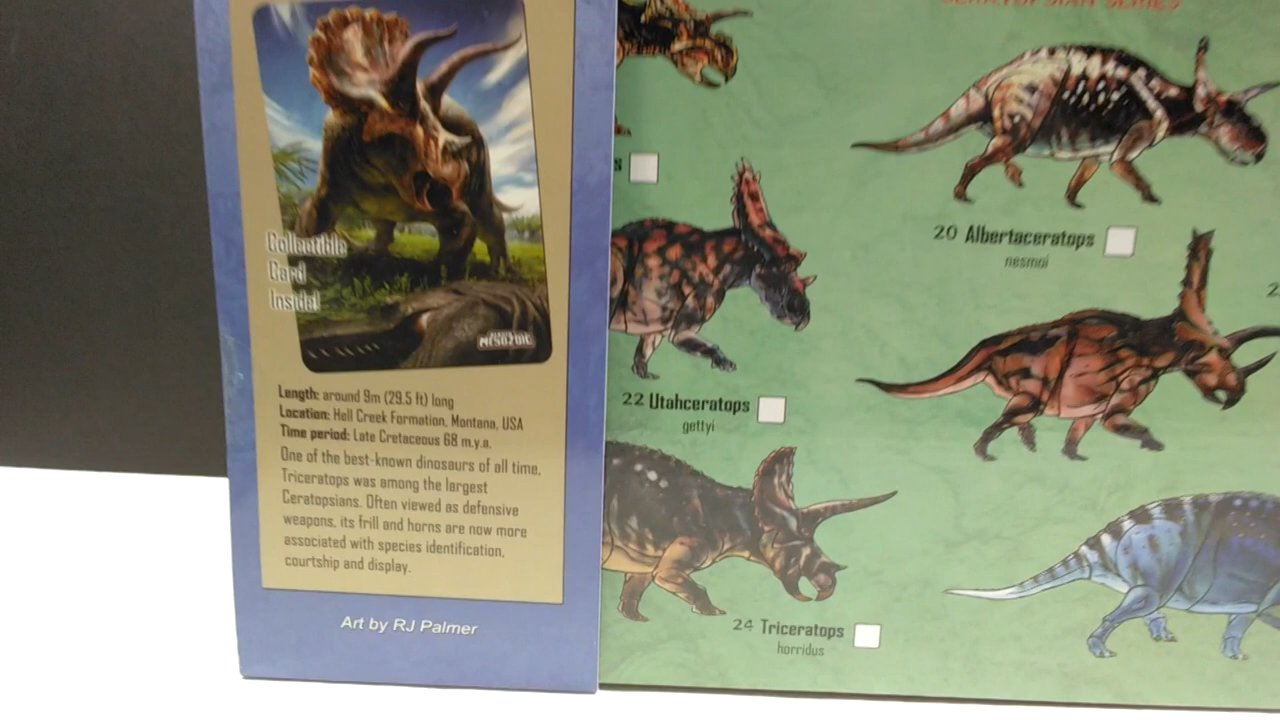 Collectible
Card
Inside!
MESOZOIC
Length: around 9m (29.5 ft) long
Location: Hell Creek Formation, Montana, USA
Time period: Late Cretaceous 68 m.y.a.
One of the best-known dinosaurs of all time,
Triceratops was among the largest
Ceratopsians. Often viewed as defensive
weapons, its frill and horns are now more
associated with species identification,
courtship and display.
Art by RJ Palmer
SERIES
20 Albertaceratops
nesmoi
22 Utahceratops
gettyi
24 Triceratops
horridus